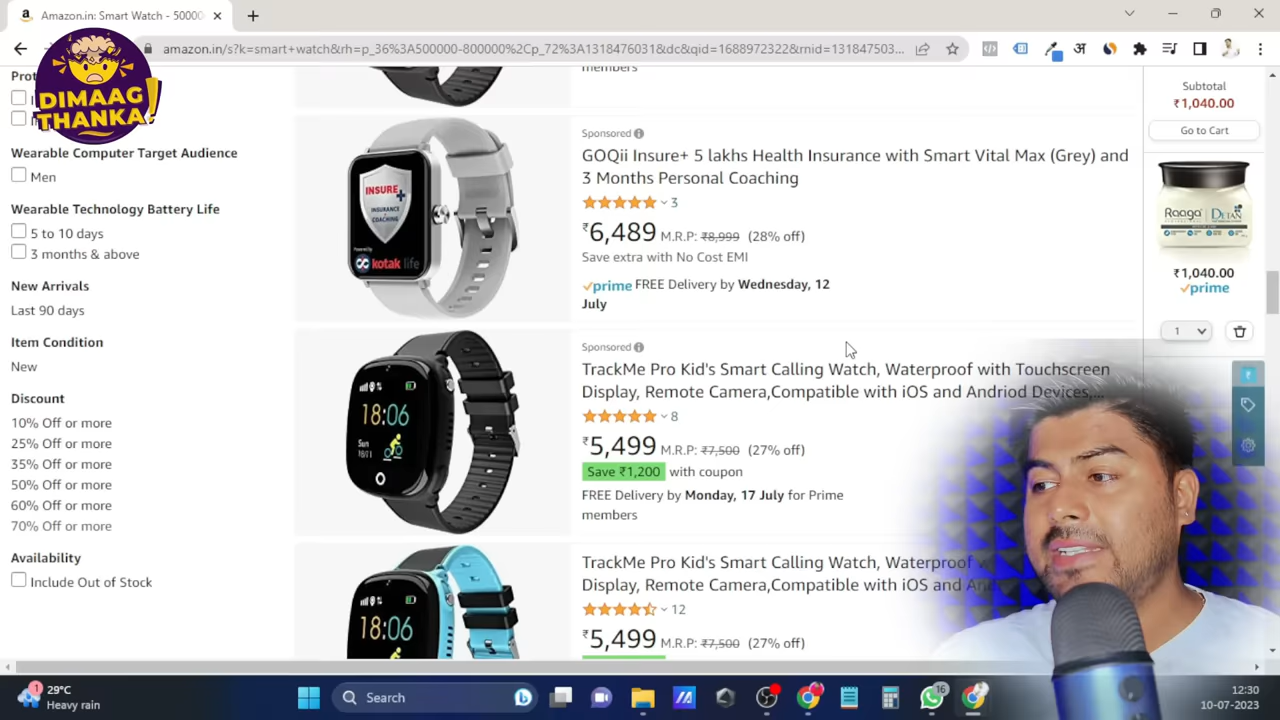 Amazon.in: Smart Watch - 50000
amazon.in/s?k=smart+watch&rh=p_36%3A500000-800000%2Cp_72%3A1318476031&dc&qid=1688972322&rnid=131847503...
अ
DIMAAG
THANKA!
members
Wearable Computer Target Audience
Men
Wearable Technology Battery Life
5 to 10 days
3 months & above
New Arrivals
Last 90 days
Item Condition
New
Discount
10% Off or more
25% Off or more
35% Off or more
50% Off or more
60% Off or more
70% Off or more
Availability
Include Out of Stock
INSURE+
INSURANCE
+ COACHING
kotak life
Sponsored
GOQii Insure+ 5 lakhs Health Insurance with Smart Vital Max (Grey) and
3 Months Personal Coaching
3
₹6,489 M.R.P: ₹8,999 (28% off)
Save extra with No Cost EMI
prime FREE Delivery by Wednesday, 12
July
18:06
Sun
Sponsored
TrackMe Pro Kid's Smart Calling Watch, Waterproof with Touchscreen
Display, Remote Camera,Compatible with iOS and Andriod Devices,...
8
₹5,499 M.R.P: ₹7,500 (27% off)
Save ₹1,200 with coupon
FREE Delivery by Monday, 17 July for Prime
members
18:06
TrackMe Pro Kid's Smart Calling Watch, Waterproof
Display, Remote Camera,Compatible with iOS and
12
₹5,499 M.R.P: ₹7,500 (27% off)
Subtotal
₹1,040.00
Go to Cart
Raaga
DETAN
₹1,040.00
prime
1
1
29°C
Heavy rain
Search
16
12:30
10-07-2023